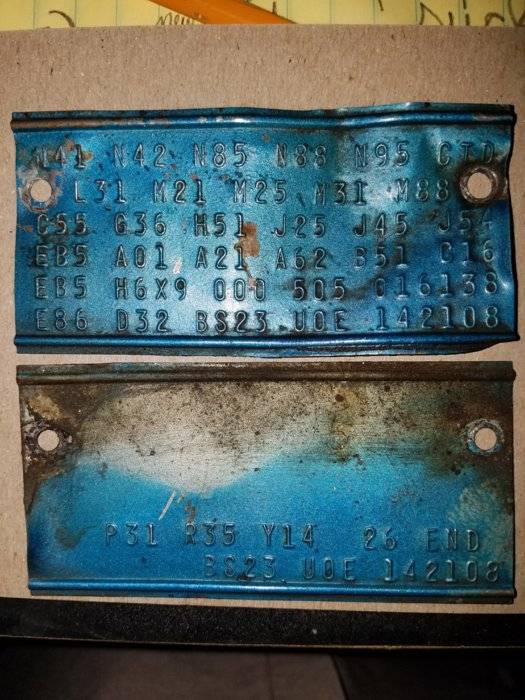 N41 N42 N85 N88 N95 CTD
L31 M21 M25 M31 M88
C55 G36 H51 J25 J45 J54
EB5 A01 A21 A62 B51 C16
EB5 H6X9 000 505 016138
E86 D32 BS23 U0E 142108
P31 R35 Y14 26 END
BS23 U0E 142108